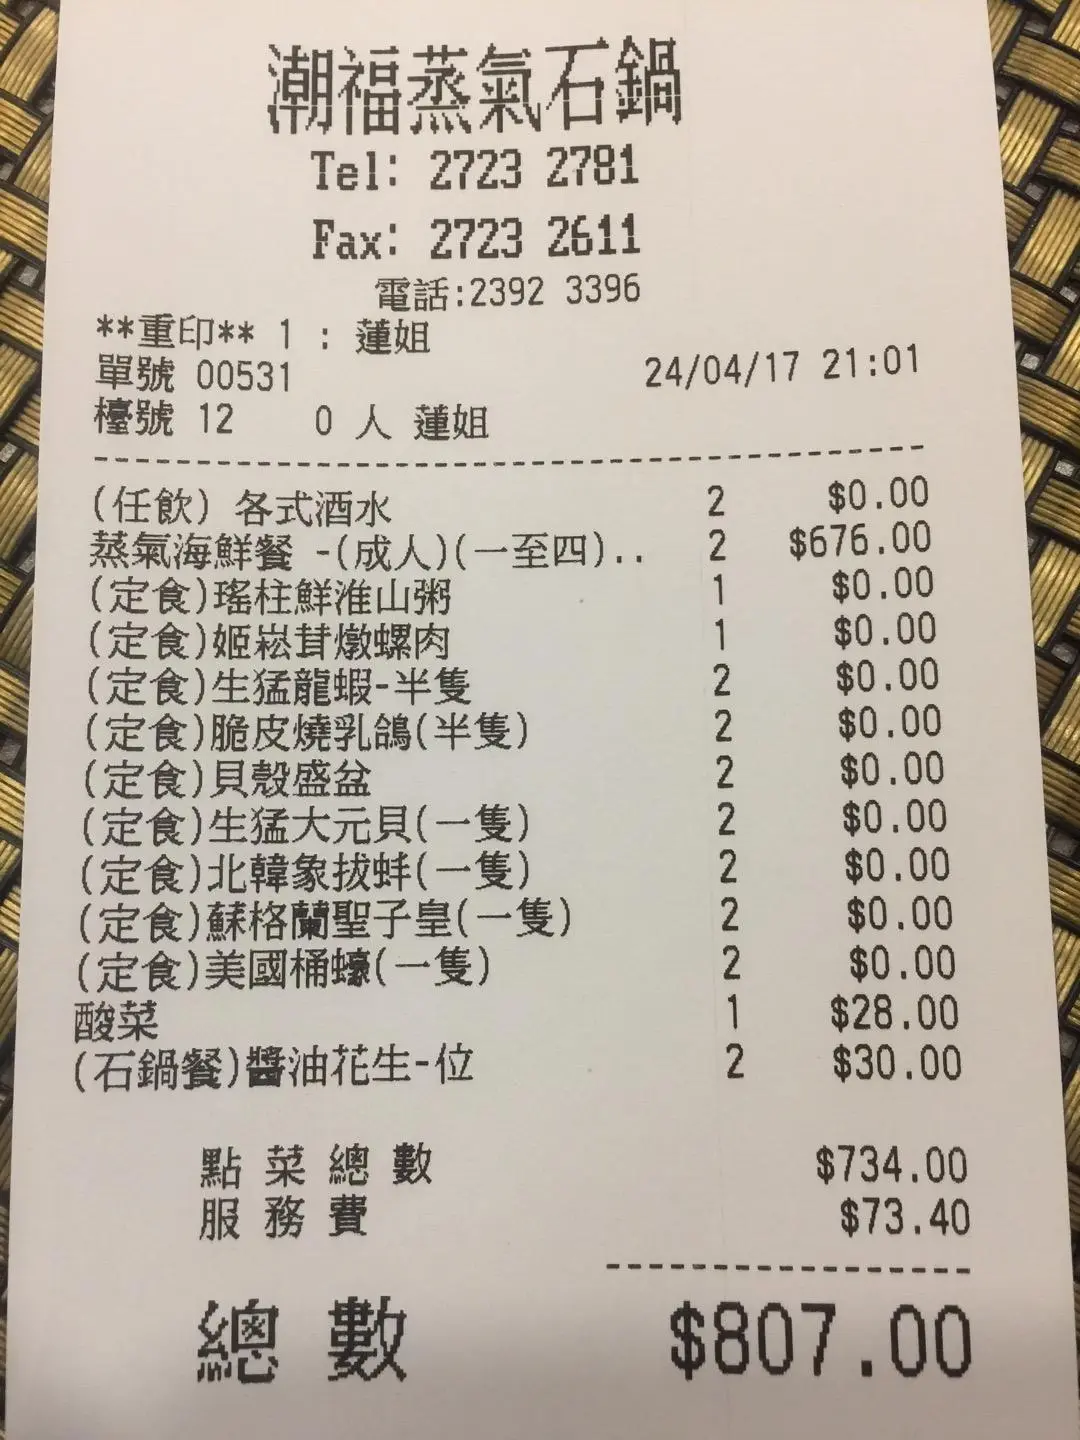 潮福蒸氣石鍋
Tel: 2723 2781
Fax: 2723 2611
電話:2392 3396
**重印** 1 : 蓮姐
單號 00531 24/04/17 21:01
檯號 12 0 人 蓮姐
(任飲) 各式酒水 2 $0.00
蒸氣海鮮餐 -(成人)(一至四).. 2 $676.00
(定食)瑤柱鮮淮山粥 1 $0.00
(定食)姬崧茸燉螺肉 1 $0.00
(定食)生猛龍蝦-半隻 2 $0.00
(定食)脆皮燒乳鴿(半隻) 2 $0.00
(定食)貝殼盛盆 2 $0.00
(定食)生猛大元貝(一隻) 2 $0.00
(定食)北韓象拔蚌(一隻) 2 $0.00
(定食)蘇格蘭聖子皇(一隻) 2 $0.00
(定食)美國桶蠔(一隻) 2 $0.00
酸菜 1 $28.00
(石鍋餐)醬油花生-位 2 $30.00
點菜總數 $734.00
服務費 $73.40
總數 $807.00